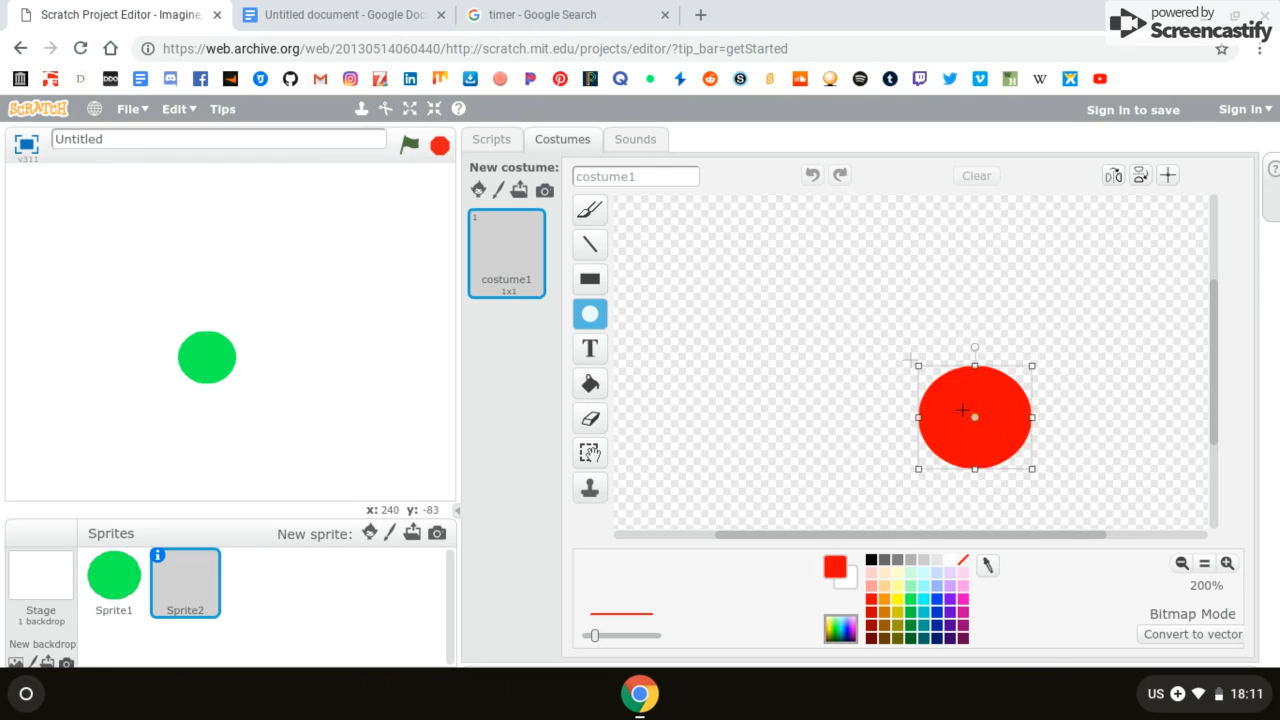 Scratch Project Editor - Imagine,
Untitled document - Google Doc
timer - Google Search
powered by
Screencastify
https://web.archive.org/web/20130514060440/http://scratch.mit.edu/projects/editor/?tip_bar=getStarted
SCRATCH
File
Edit
Tips
Sign in to save
Sign in
Untitled
v311
Scripts
Costumes
Sounds
New costume:
costume1
Clear
1
costume1
1x1
T
x: 240 y: -83
Sprites
New sprite:
Stage
1 backdrop
Sprite1
Sprite2
New backdrop
200%
Bitmap Mode
Convert to vector
US
18:11